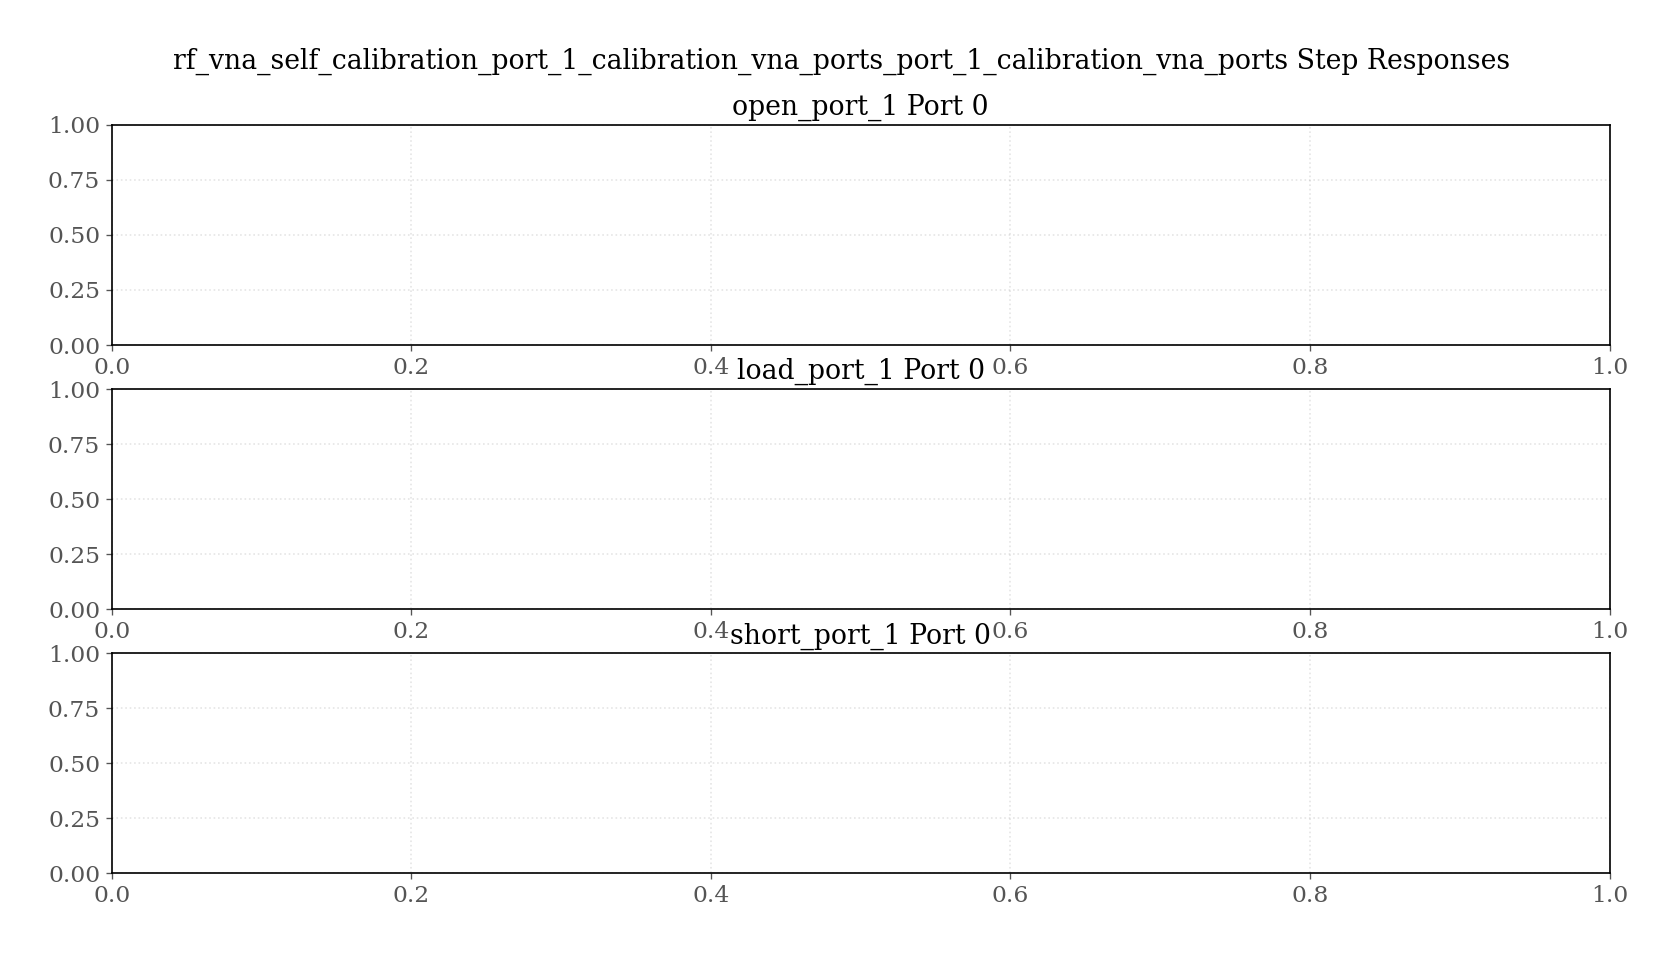 rf_vna_self_calibration_port_1_calibration_vna_ports_port_1_calibration_vna_ports Step Responses
open_port_1 Port 0
1.00
0.75
0.50
0.25
0.00
0.0 0.2 0.4 0.6 0.8 1.0
load_port_1 Port 0
1.00
0.75
0.50
0.25
0.00
0.0 0.2 0.4 0.6 0.8 1.0
short_port_1 Port 0
1.00
0.75
0.50
0.25
0.00
0.0 0.2 0.4 0.6 0.8 1.0